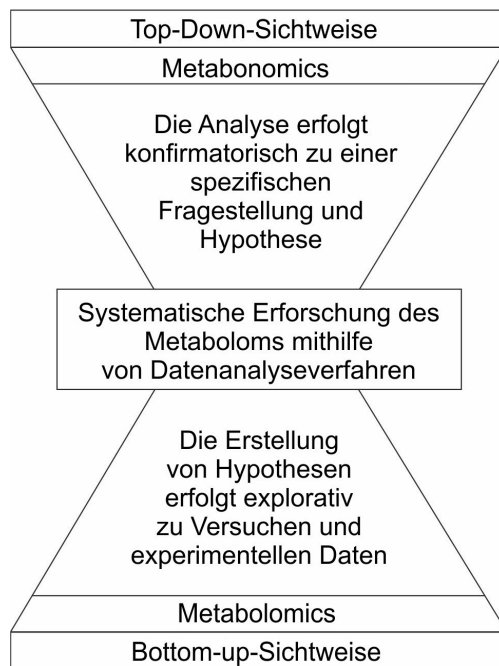 Top-Down-Sichtweise
Metabonomics
Die Analyse erfolgt
konfirmatorisch zu einer
spezifischen
Fragestellung und
Hypothese
Systematische Erforschung des
Metaboloms mithilfe
von Datenanalyseverfahren
Die Erstellung
von Hypothesen
erfolgt explorativ
zu Versuchen und
experimentellen Daten
Metabolomics
Bottom-up-Sichtweise